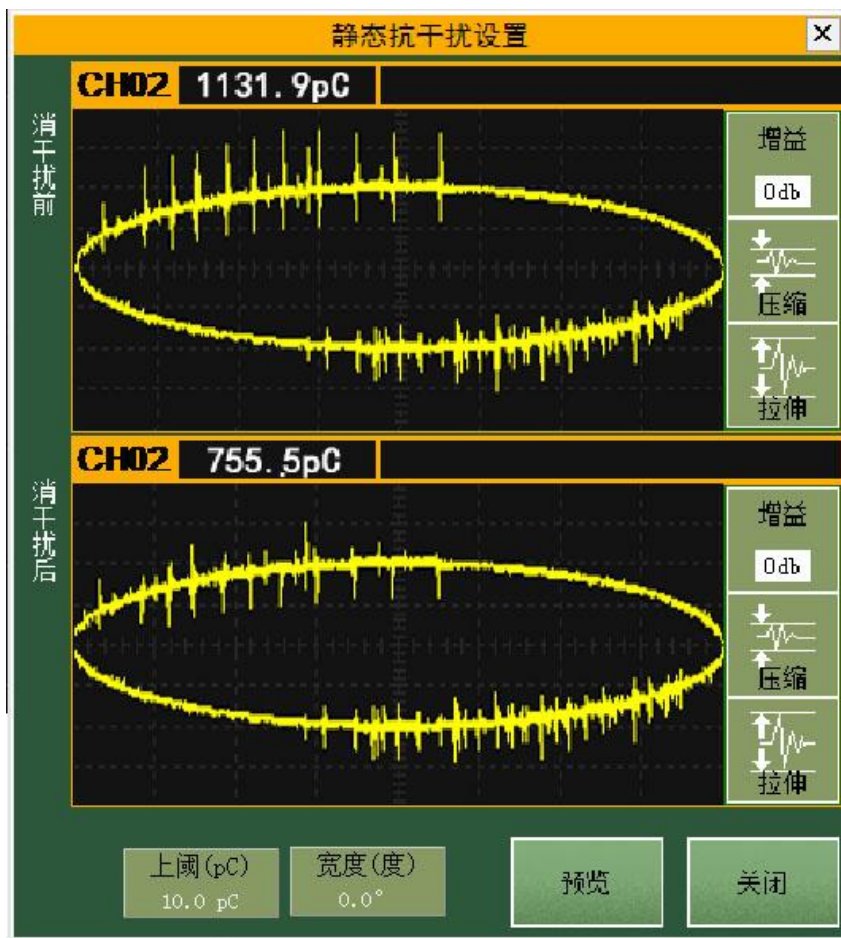 静态抗干扰设置
CH02 1131.9pC
消干扰前
增益
0db
压缩
拉伸
CH02 755.5pC
消干扰后
增益
0db
压缩
拉伸
上阈(pC)
10.0 pC
宽度(度)
0.0°
预览
关闭